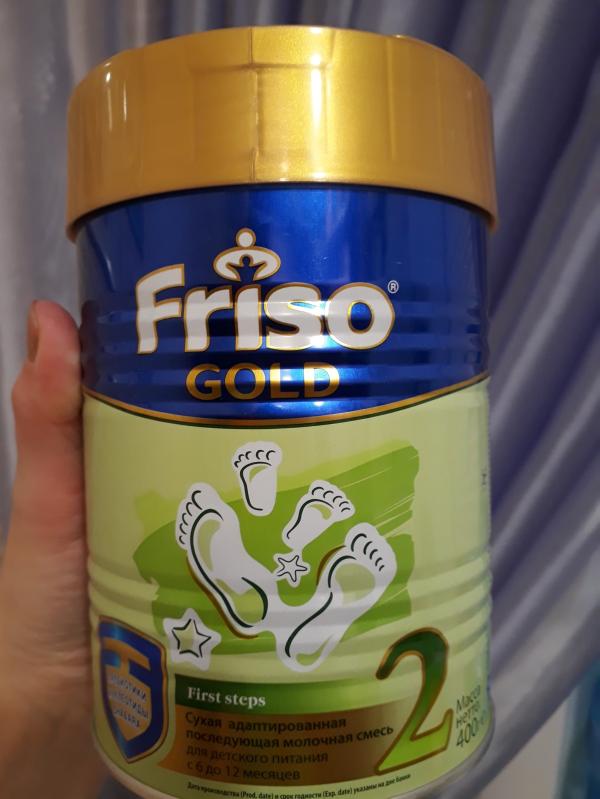 Friso®
GOLD
First steps
Сухая адаптированная
последующая молочная смесь
для детского питания
с 6 до 12 месяцев
2
Масса
нетто:
400г
Дата производства (Prod. date) и срок годности (Exp. date) указаны на дне банки